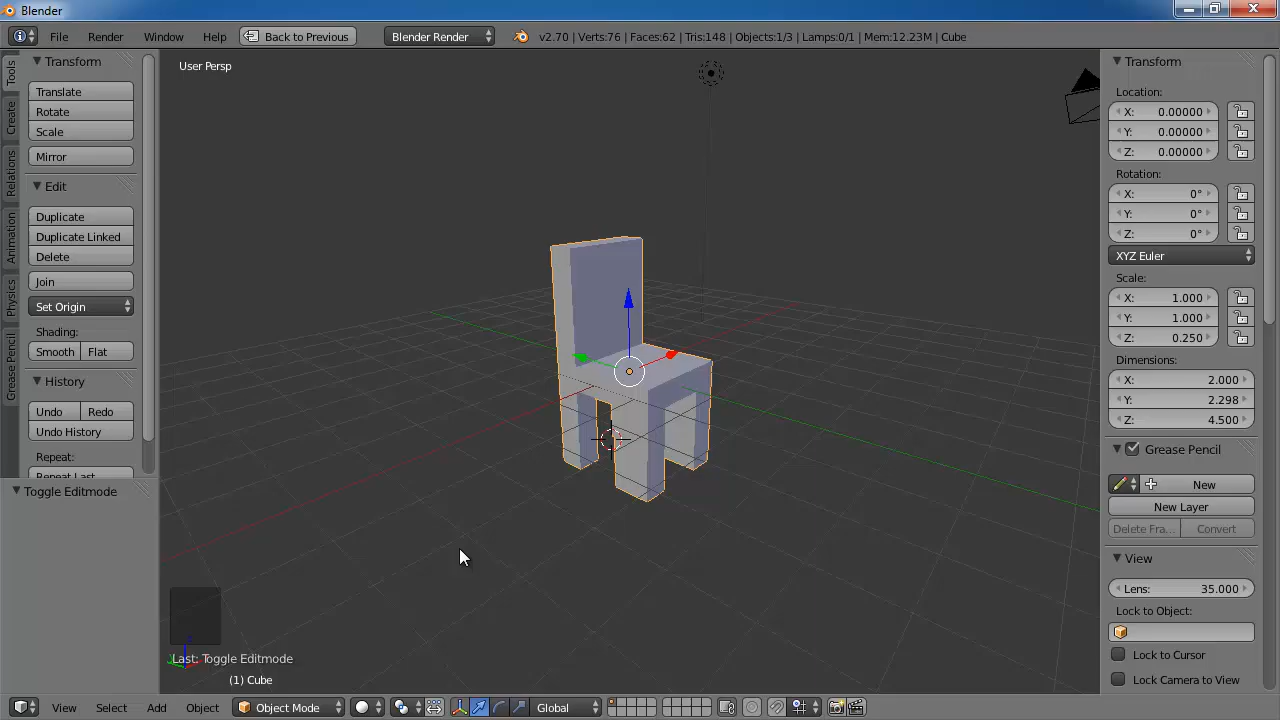 Blender
File Render Window Help Back to Previous Blender Render v2.70 | Verts:76 | Faces:62 | Tris:148 | Objects:1/3 | Lamps:0/1 | Mem:12.23M | Cube
Tools
Create
Relations
Animation
Physics
Grease Pencil
Transform
Translate
Rotate
Scale
Mirror
Edit
Duplicate
Duplicate Linked
Delete
Join
Set Origin
Shading:
Smooth Flat
History
Undo Redo
Undo History
Repeat:
Repeat Last
Toggle Editmode
User Persp
Last: Toggle Editmode
(1) Cube
Transform
Location:
X: 0.00000
Y: 0.00000
Z: 0.00000
Rotation:
X: 0°
Y: 0°
Z: 0°
XYZ Euler
Scale:
X: 1.000
Y: 1.000
Z: 0.250
Dimensions:
X: 2.000
Y: 2.298
Z: 4.500
Grease Pencil
New
New Layer
Delete Fra... Convert
View
Lens: 35.000
Lock to Object:
Lock to Cursor
Lock Camera to View
View Select Add Object Object Mode Global